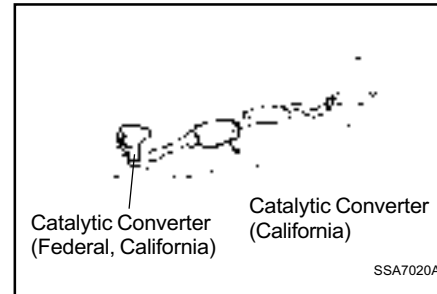 Catalytic Converter
(Federal, California)
Catalytic Converter
(California)
SSA7020A